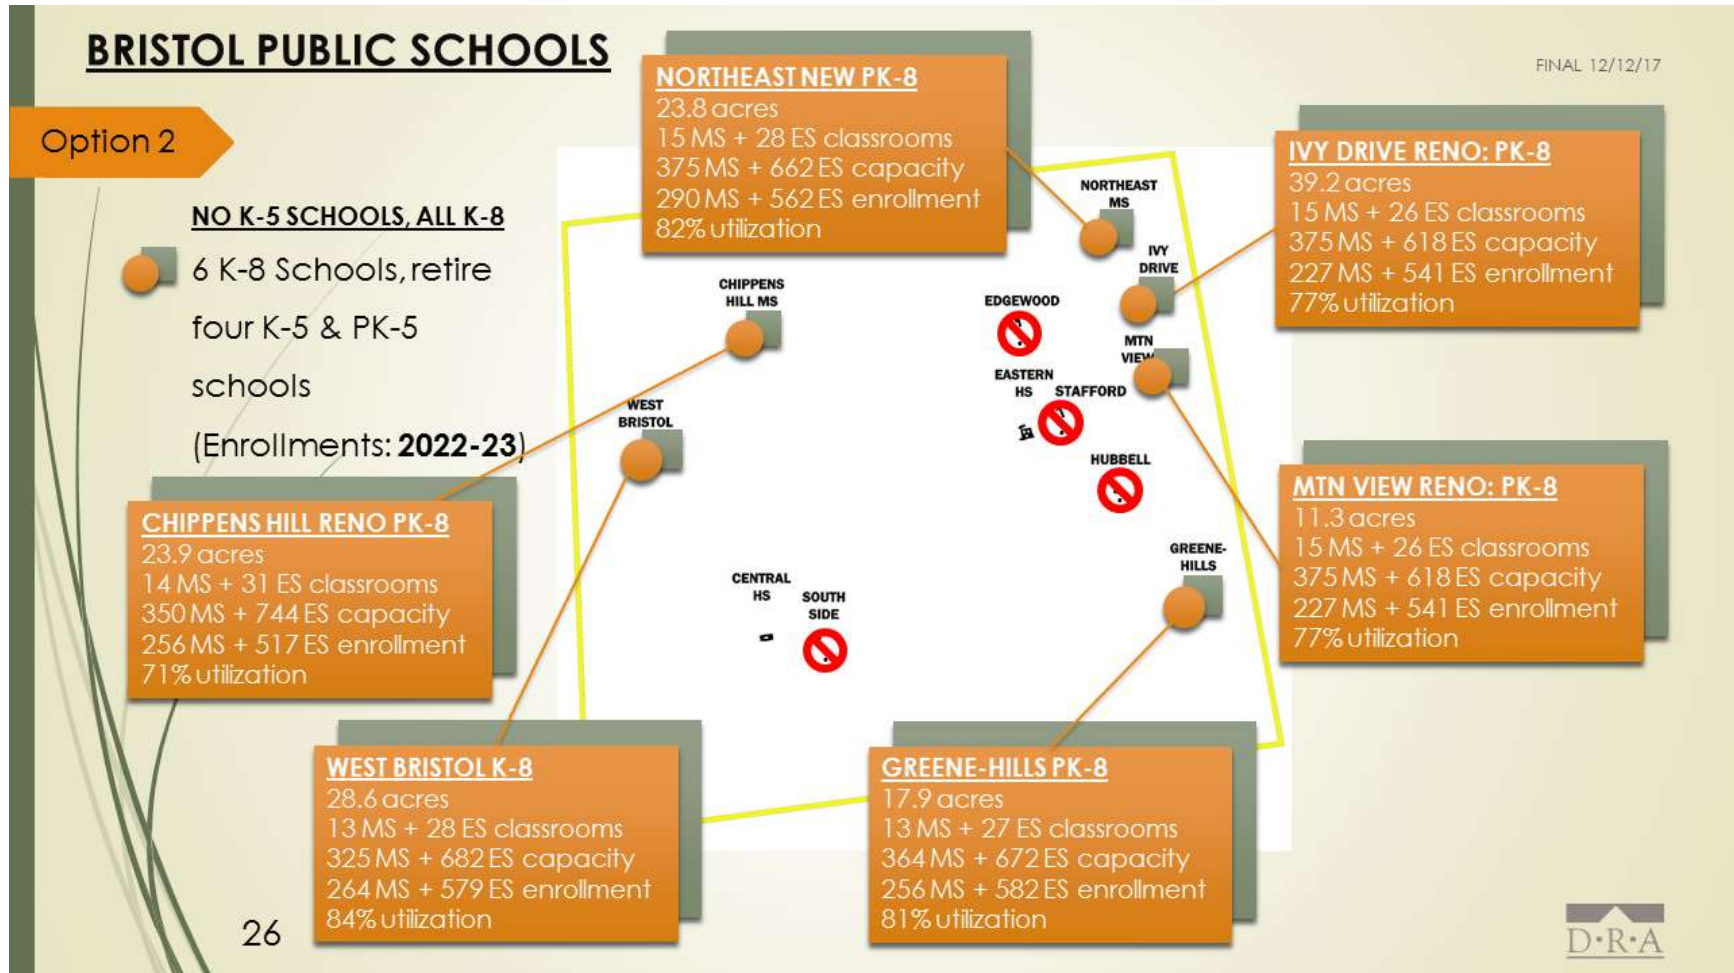 BRISTOL PUBLIC SCHOOLS
FINAL 12/12/17
Option 2
NO K-5 SCHOOLS, ALL K-8
6 K-8 Schools, retire
four K-5 & PK-5
schools
(Enrollments: 2022-23)
NORTHEAST NEW PK-8
23.8 acres
15 MS + 28 ES classrooms
375 MS + 662 ES capacity
290 MS + 562 ES enrollment
82% utilization
IVY DRIVE RENO: PK-8
39.2 acres
15 MS + 26 ES classrooms
375 MS + 618 ES capacity
227 MS + 541 ES enrollment
77% utilization
NORTHEAST
MS
IVY
DRIVE
CHIPPENS
HILL MS
EDGEWOOD
MTN
VIEW
EASTERN
HS
STAFFORD
WEST
BRISTOL
HUBBELL
GREENE-
HILLS
CENTRAL
HS
SOUTH
SIDE
MTN VIEW RENO: PK-8
11.3 acres
15 MS + 26 ES classrooms
375 MS + 618 ES capacity
227 MS + 541 ES enrollment
77% utilization
CHIPPENS HILL RENO PK-8
23.9 acres
14 MS + 31 ES classrooms
350 MS + 744 ES capacity
256 MS + 517 ES enrollment
71% utilization
WEST BRISTOL K-8
28.6 acres
13 MS + 28 ES classrooms
325 MS + 682 ES capacity
264 MS + 579 ES enrollment
84% utilization
GREENE-HILLS PK-8
17.9 acres
13 MS + 27 ES classrooms
364 MS + 672 ES capacity
256 MS + 582 ES enrollment
81% utilization
26
D·R·A